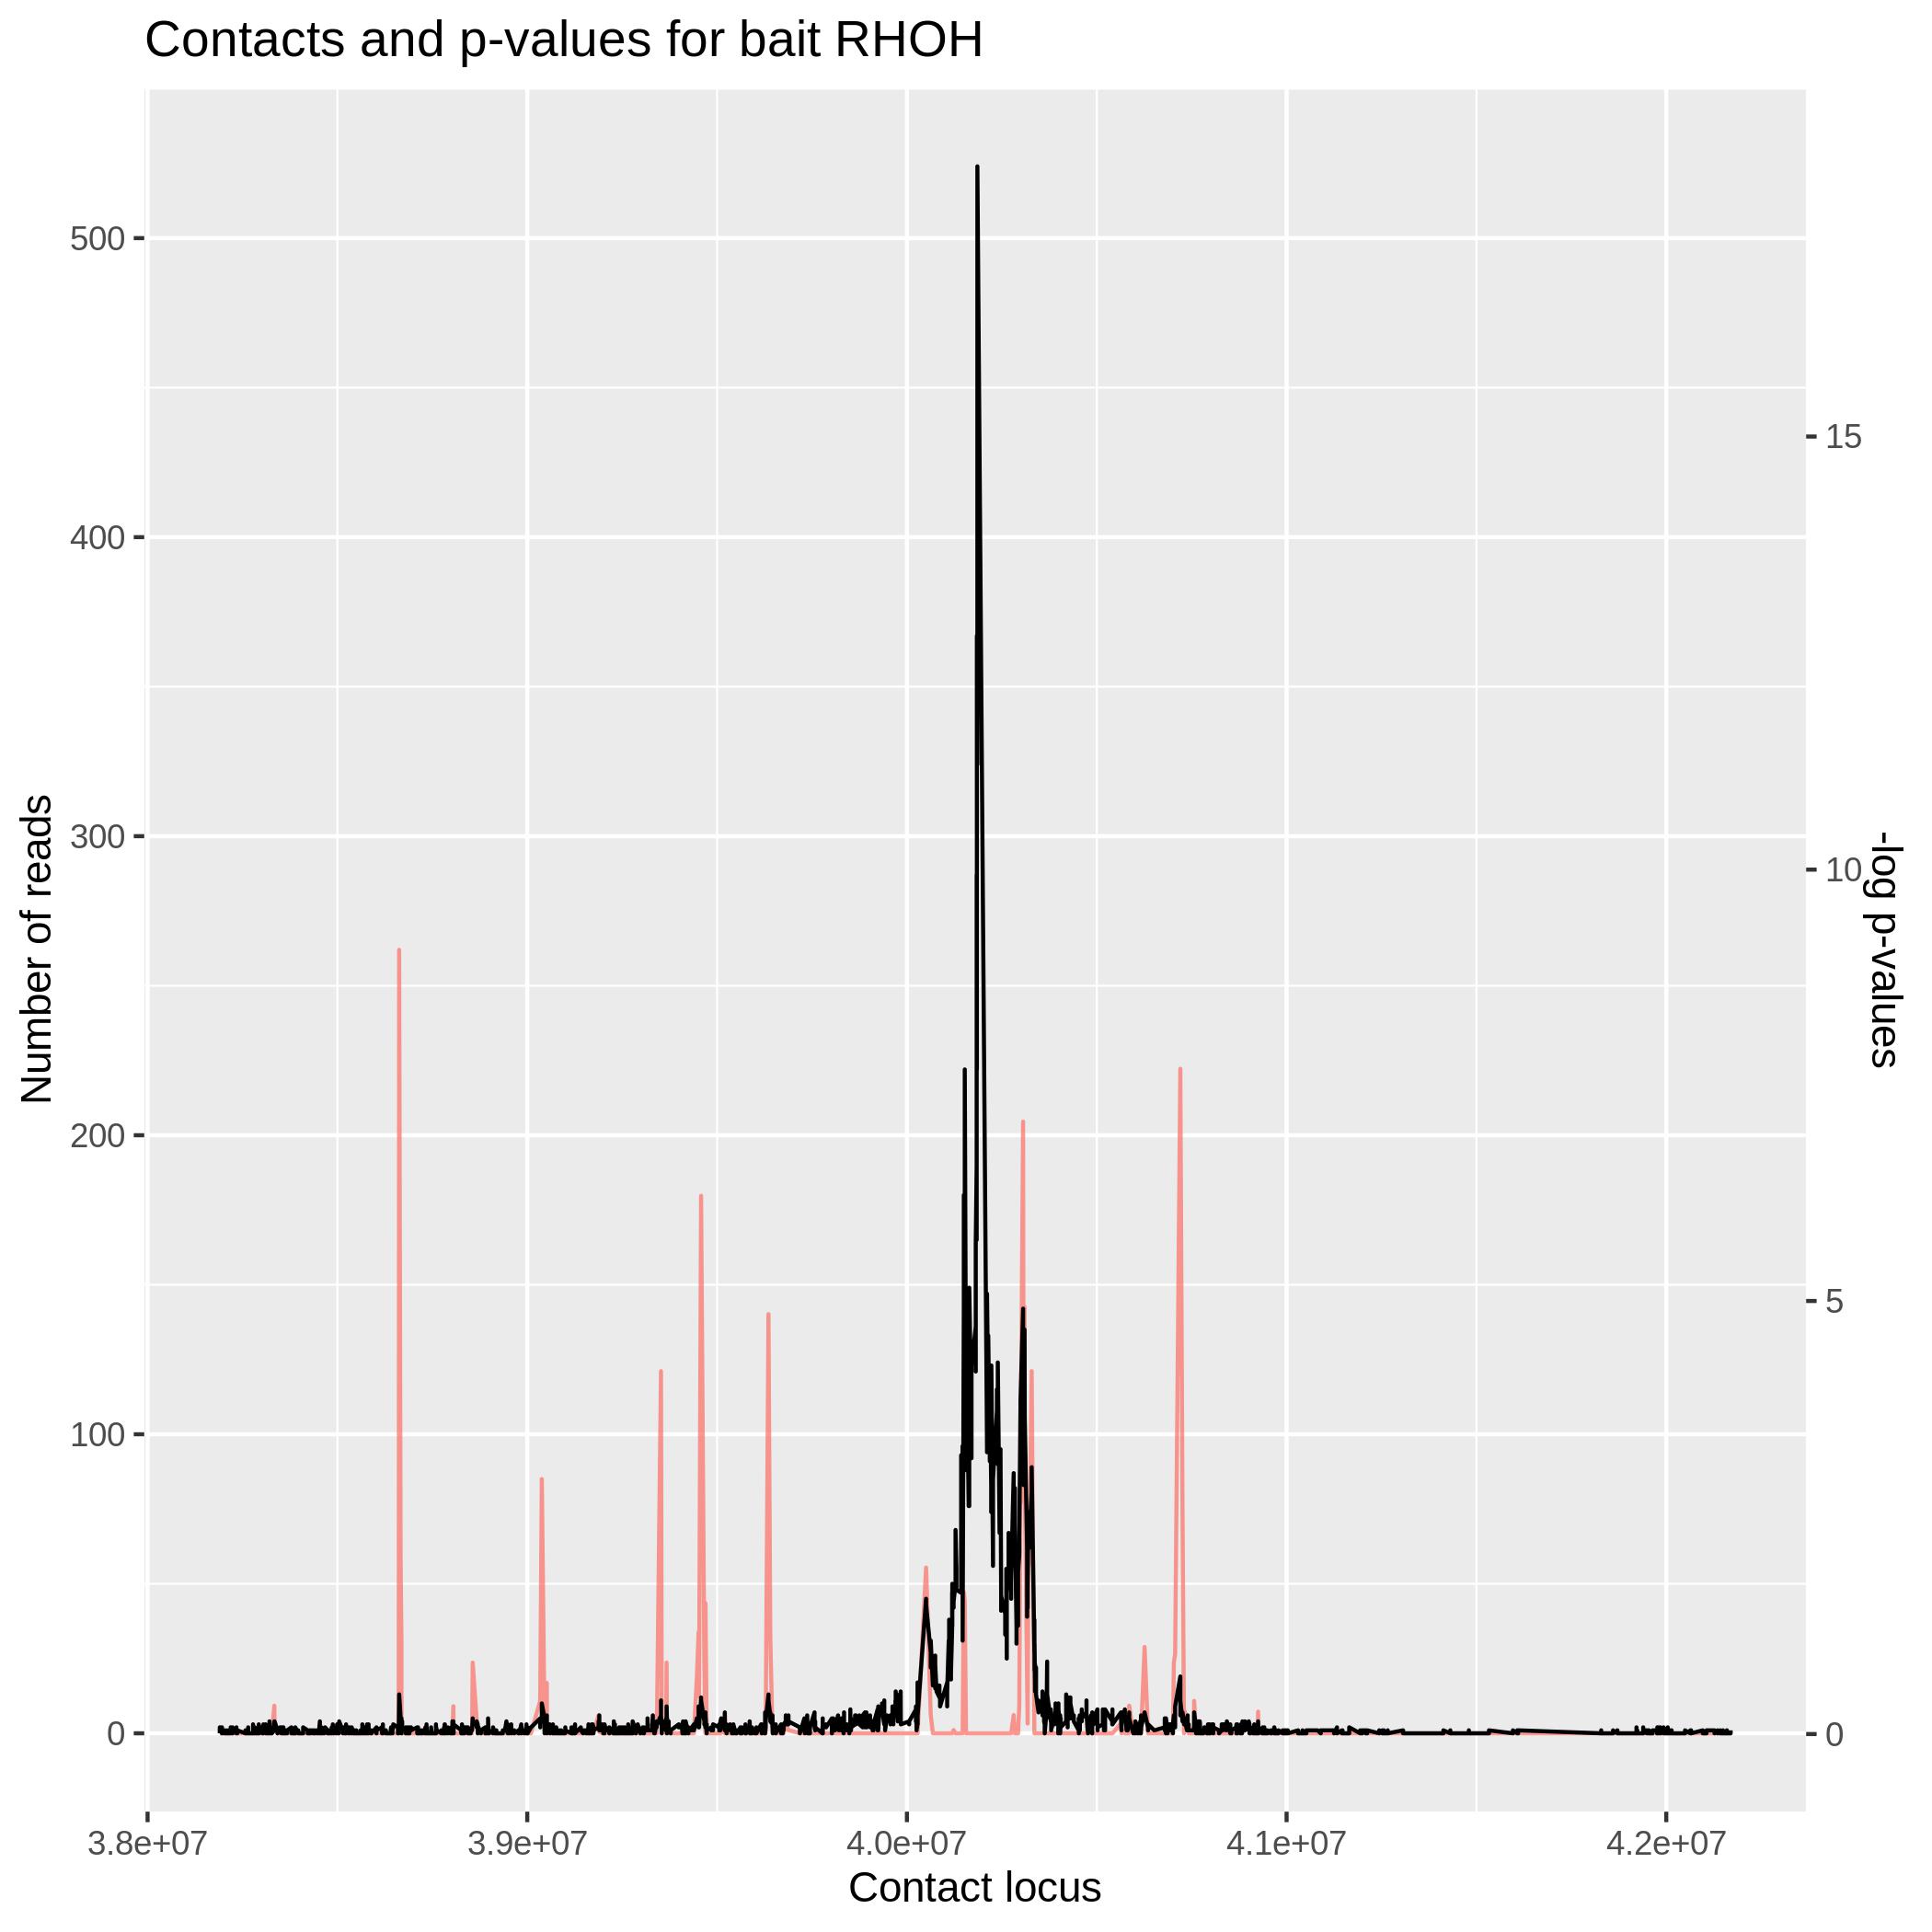 Contacts and p-values for bait RHOH
500
400
300
200
100
0
Number of reads
15
10
5
0
-log p-values
3.8e+07
3.9e+07
4.0e+07
4.1e+07
4.2e+07
Contact locus